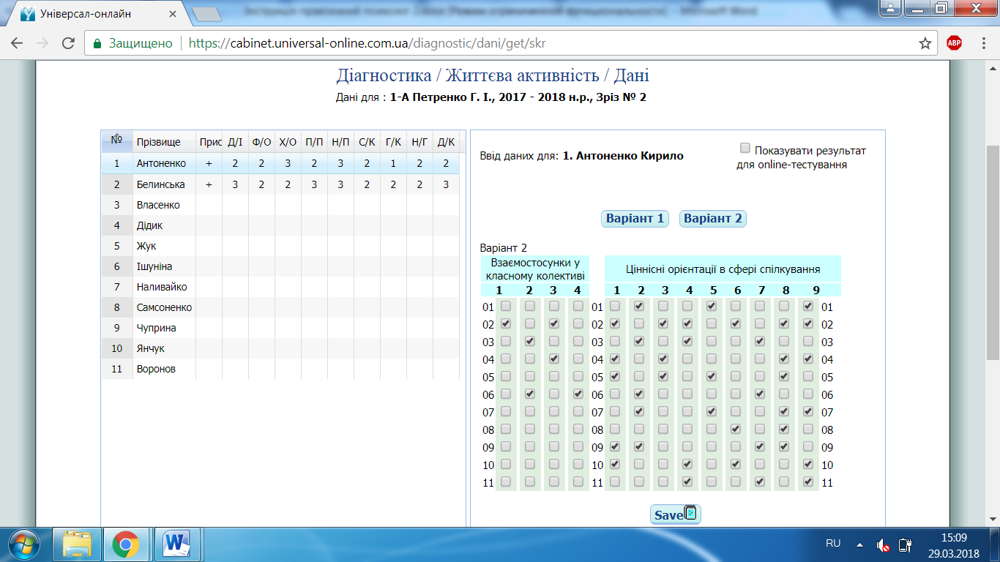 Універсал-онлайн
Инструкция практичний психолог 2.docx [Режим ограниченной функциональности] - Microsoft Word
Защищено https://cabinet.universal-online.com.ua/diagnostic/dani/get/skr
ABP
Діагностика / Життєва активність / Дані
Дані для : 1-А Петренко Г. І., 2017 - 2018 н.р., Зріз № 2
№ Прізвище Прис Д/І Ф/О Х/О П/П Н/П С/К Г/К Н/Г Д/К
1 Антоненко + 2 2 3 2 3 2 1 2 2
2 Белинська + 3 2 2 3 3 2 2 2 3
3 Власенко
4 Дідик
5 Жук
6 Ішуніна
7 Наливайко
8 Самсоненко
9 Чуприна
10 Янчук
11 Воронов
Ввід даних для: 1. Антоненко Кирило
Показувати результат
для online-тестування
Варіант 1 Варіант 2
Варіант 2
Взаємостосунки у
класному колективі
Ціннісні орієнтації в сфері спілкування
1 2 3 4 1 2 3 4 5 6 7 8 9
01 01 01
02 02 02
03 03 03
04 04 04
05 05 05
06 06 06
07 07 07
08 08 08
09 09 09
10 10 10
11 11 11
Save
RU
15:09
29.03.2018